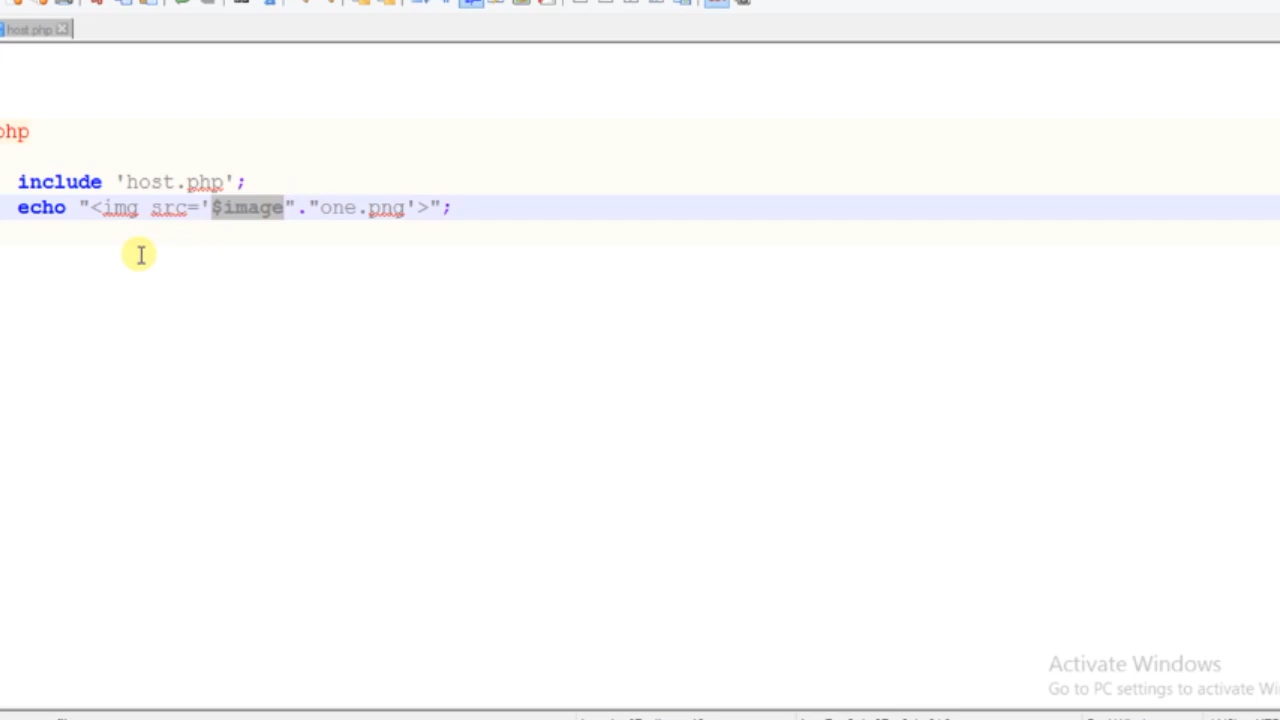 host.php
php
include 'host.php';
echo "<img src='$image"."one.png'>";
Activate Windows
Go to PC settings to activate Wi